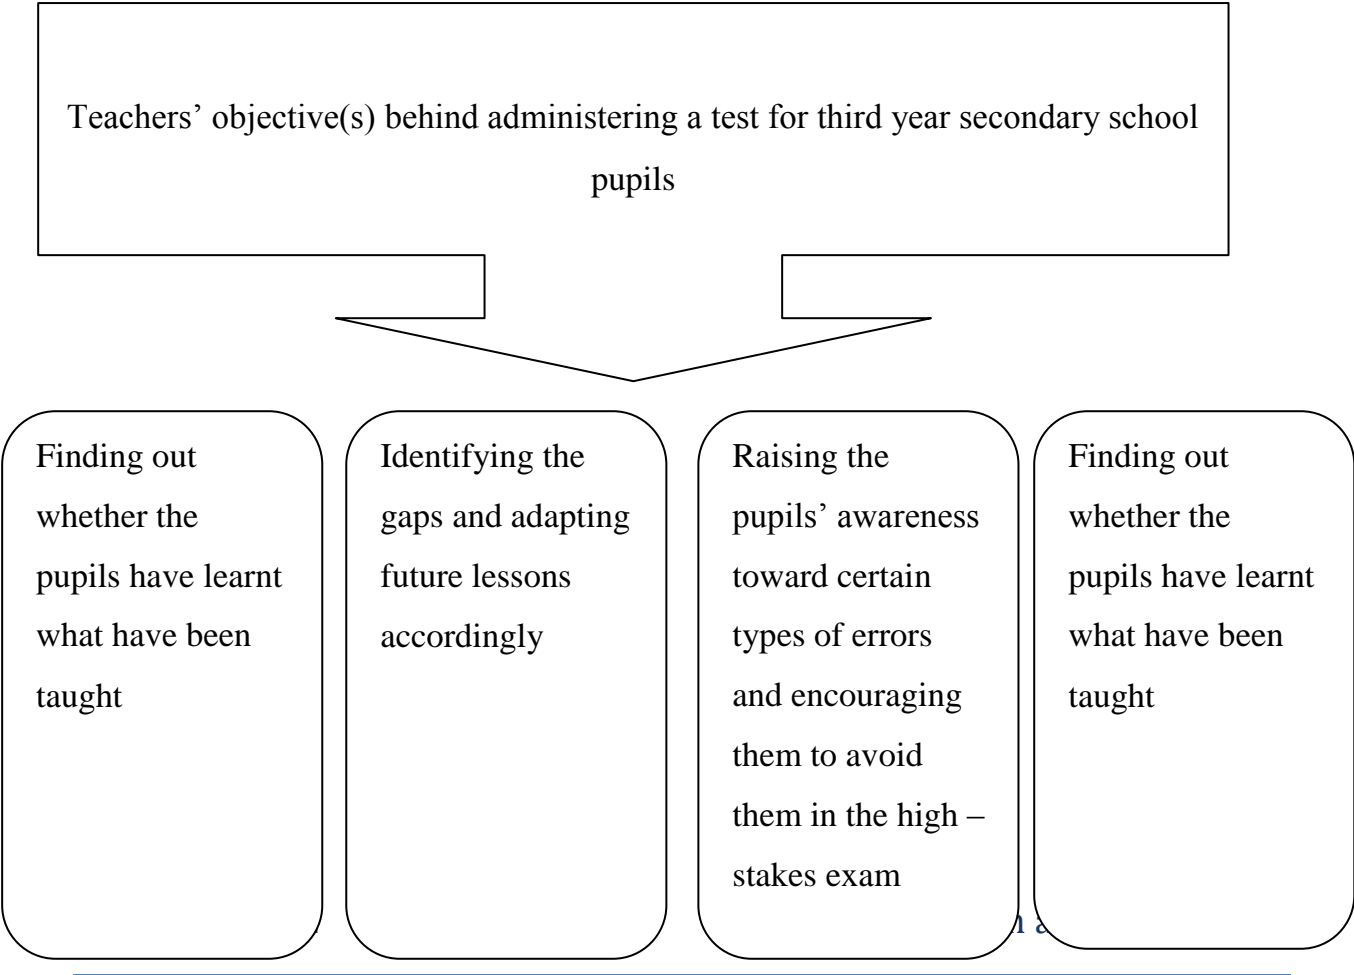 Teachers’ objective(s) behind administering a test for third year secondary school
pupils
Finding out
whether the
pupils have learnt
what have been
taught
Identifying the
gaps and adapting
future lessons
accordingly
Raising the
pupils’ awareness
toward certain
types of errors
and encouraging
them to avoid
them in the high –
stakes exam
Finding out
whether the
pupils have learnt
what have been
taught